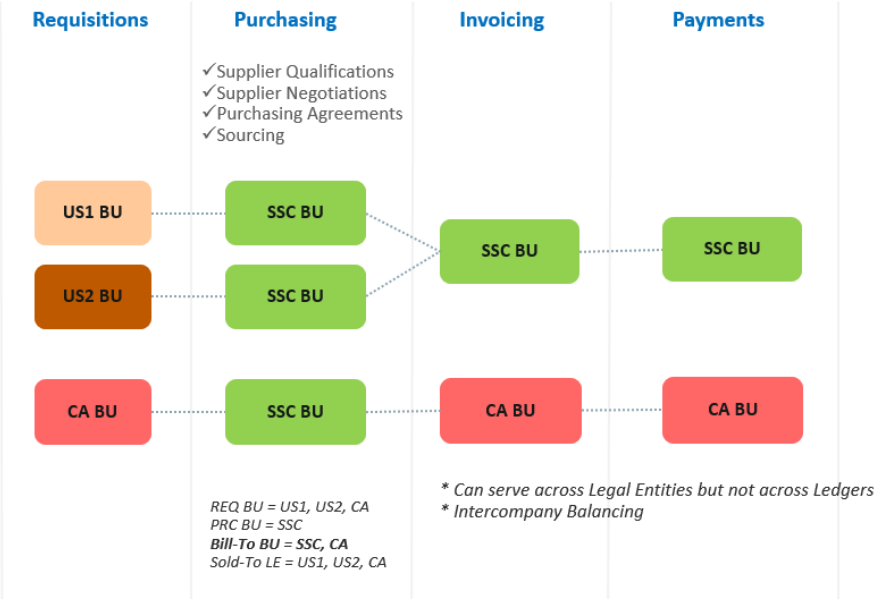 Requisitions
Purchasing
Invoicing
Payments
✓Supplier Qualifications
✓Supplier Negotiations
✓Purchasing Agreements
✓Sourcing
US1 BU
SSC BU
SSC BU
SSC BU
US2 BU
SSC BU
CA BU
SSC BU
CA BU
CA BU
REQ BU = US1, US2, CA
PRC BU = SSC
Bill-To BU = SSC, CA
Sold-To LE = US1, US2, CA
* Can serve across Legal Entities but not across Ledgers
* Intercompany Balancing